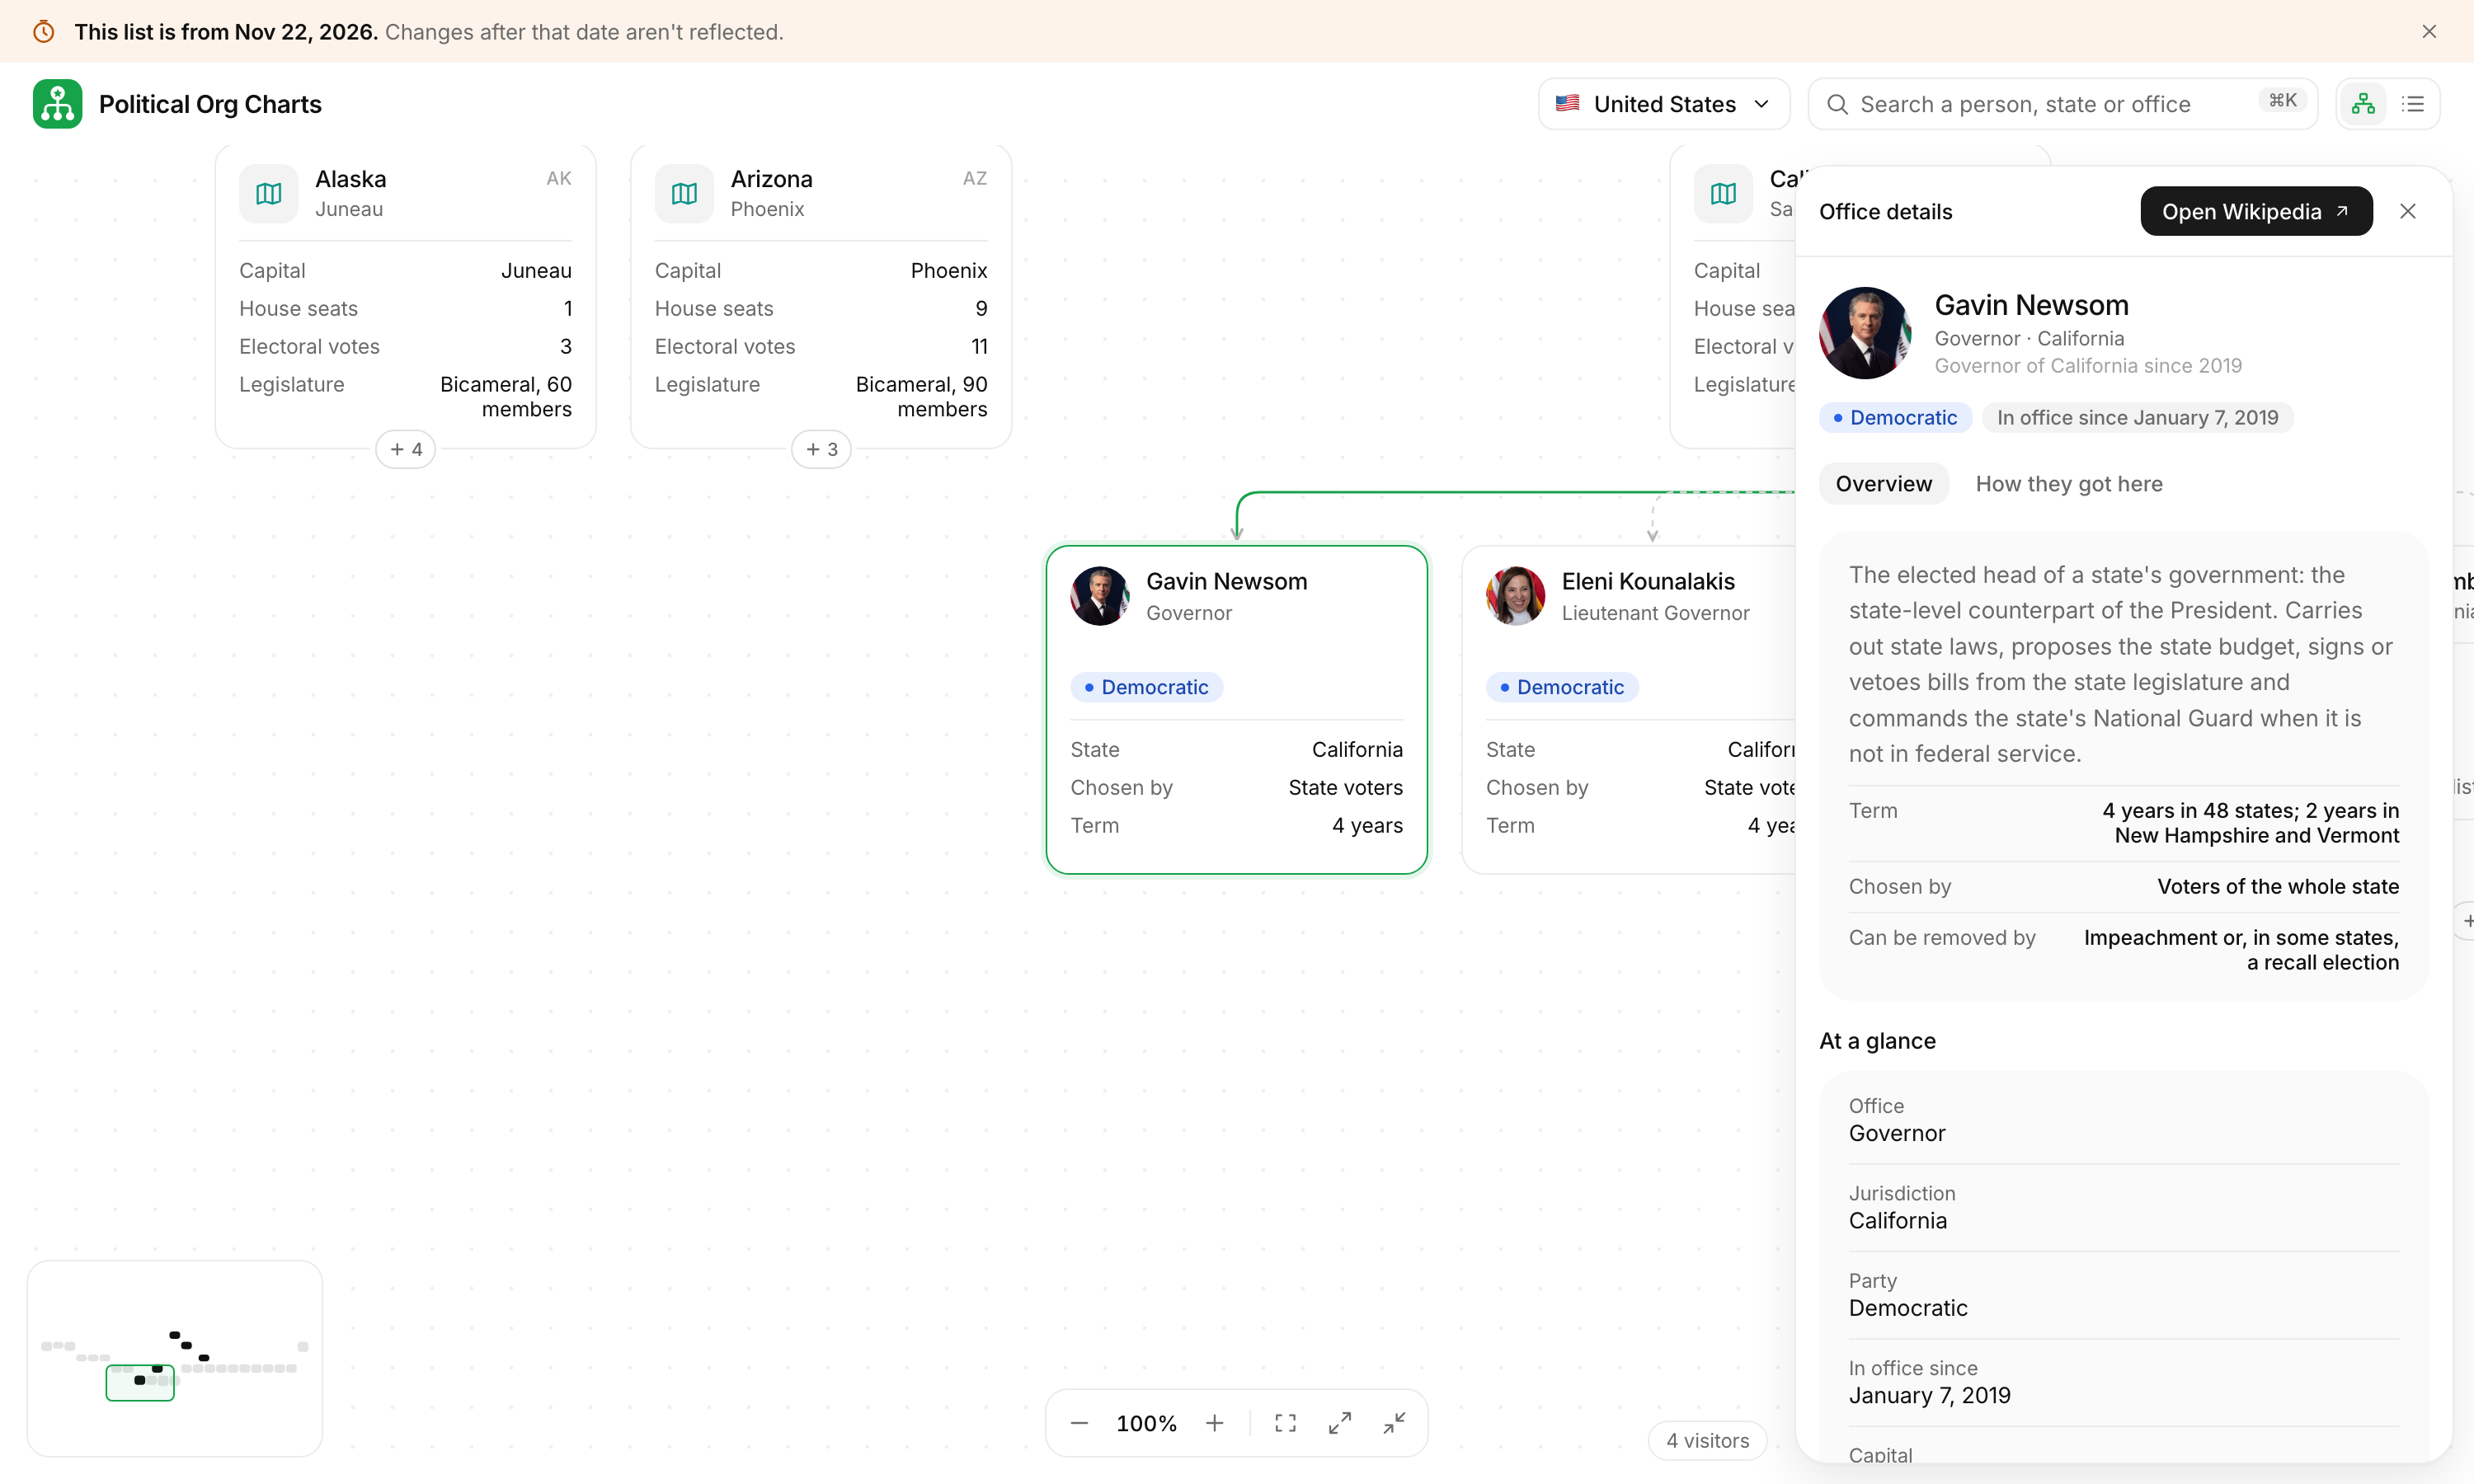 This list is from Nov 22, 2026. Changes after that date aren't reflected.
Political Org Charts
United States
Search a person, state or office
⌘K
Alaska
AK
Juneau
Capital Juneau
House seats 1
Electoral votes 3
Legislature Bicameral, 60
members
+ 4
Arizona
AZ
Phoenix
Capital Phoenix
House seats 9
Electoral votes 11
Legislature Bicameral, 90
members
+ 3
Capital
House sea
Electoral v
Legislature
Gavin Newsom
Governor
Democratic
State California
Chosen by State voters
Term 4 years
Eleni Kounalakis
Lieutenant Governor
Democratic
State Califor
Chosen by State vote
Term 4 yea
Office details
Open Wikipedia
Gavin Newsom
Governor · California
Governor of California since 2019
Democratic
In office since January 7, 2019
Overview
How they got here
The elected head of a state's government: the
state-level counterpart of the President. Carries
out state laws, proposes the state budget, signs or
vetoes bills from the state legislature and
commands the state's National Guard when it is
not in federal service.
Term 4 years in 48 states; 2 years in
New Hampshire and Vermont
Chosen by Voters of the whole state
Can be removed by Impeachment or, in some states,
a recall election
At a glance
Office
Governor
Jurisdiction
California
Party
Democratic
In office since
January 7, 2019
Capital
100%
4 visitors